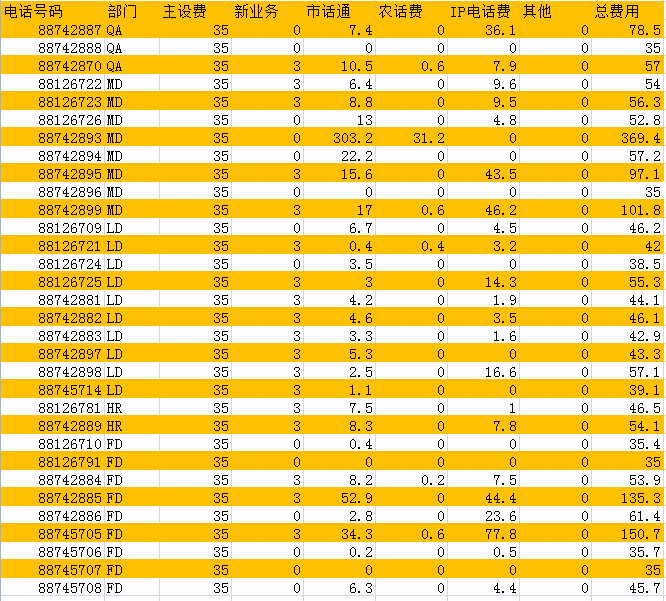 电话号码 部门 主设费 新业务 市话通 农话费 IP电话费 其他 总费用
88742887 QA 35 0 7.4 0 36.1 0 78.5
88742888 QA 35 0 0 0 0 0 35
88742870 QA 35 3 10.5 0.6 7.9 0 57
88126722 MD 35 3 6.4 0 9.6 0 54
88126723 MD 35 3 8.8 0 9.5 0 56.3
88126726 MD 35 0 13 0 4.8 0 52.8
88742893 MD 35 0 303.2 31.2 0 0 369.4
88742894 MD 35 0 22.2 0 0 0 57.2
88742895 MD 35 3 15.6 0 43.5 0 97.1
88742896 MD 35 0 0 0 0 0 35
88742899 MD 35 3 17 0.6 46.2 0 101.8
88126709 LD 35 0 6.7 0 4.5 0 46.2
88126721 LD 35 3 0.4 0.4 3.2 0 42
88126724 LD 35 0 3.5 0 0 0 38.5
88126725 LD 35 3 3 0 14.3 0 55.3
88742881 LD 35 3 4.2 0 1.9 0 44.1
88742882 LD 35 3 4.6 0 3.5 0 46.1
88742883 LD 35 3 3.3 0 1.6 0 42.9
88742897 LD 35 3 5.3 0 0 0 43.3
88742898 LD 35 3 2.5 0 16.6 0 57.1
88745714 LD 35 3 1.1 0 0 0 39.1
88126781 HR 35 3 7.5 0 1 0 46.5
88742889 HR 35 3 8.3 0 7.8 0 54.1
88126710 FD 35 0 0.4 0 0 0 35.4
88126791 FD 35 0 0 0 0 0 35
88742884 FD 35 3 8.2 0.2 7.5 0 53.9
88742885 FD 35 3 52.9 0 44.4 0 135.3
88742886 FD 35 0 2.8 0 23.6 0 61.4
88745705 FD 35 3 34.3 0.6 77.8 0 150.7
88745706 FD 35 0 0.2 0 0.5 0 35.7
88745707 FD 35 0 0 0 0 0 35
88745708 FD 35 0 6.3 0 4.4 0 45.7